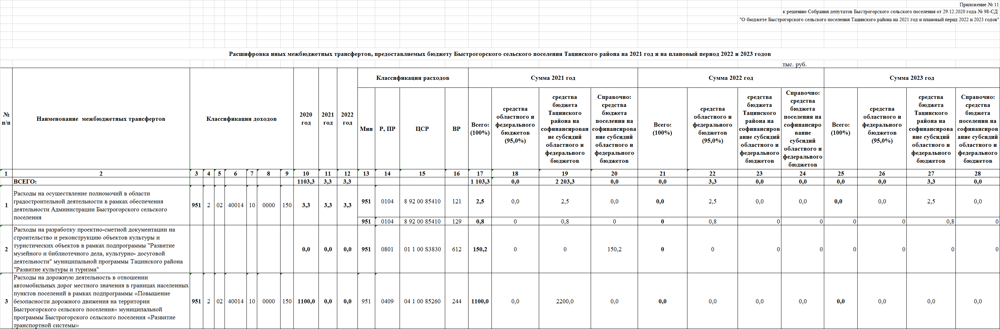 Приложение № 11
к решению Собрания депутатов Быстрогорского сельского поселения от 29.12.2020 года № 98-СД
"О бюджете Быстрогорского сельского поселения Тацинского района на 2021 год и плановый перид 2022 и 2023 годов"
Расшифровка иных межбюджетных трансфертов, предоставляемых бюджету Быстрогорского сельского поселения Тацинского района на 2021 год и на плановый период 2022 и 2023 годов
тыс. руб.
№ п/п
Наименование межбюджетных трансфертов
Классификация доходов
2020 год
2021 год
2022 год
Классификация расходов
Сумма 2021 год
Сумма 2022 год
Сумма 2023 год
Мин
Р, ПР
ЦСР
ВР
Всего: (100%)
средства областного и федерального бюджетов (95,0%)
средства бюджета Тацинского района на софинансирование субсидий областного и федерального бюджетов
Справочно: средства бюджета поселения на софинансирование субсидий областного и федерального бюджетов
Всего: (100%)
средства областного и федерального бюджетов (95,0%)
средства бюджета Тацинского района на софинансирование субсидий областного и федерального бюджетов
Справочно: средства бюджета поселения на софинансирование субсидий областного и федерального бюджетов
Всего: (100%)
средства областного и федерального бюджетов (95,0%)
средства бюджета Тацинского района на софинансирование субсидий областного и федерального бюджетов
Справочно: средства бюджета поселения на софинансирование субсидий областного и федерального бюджетов
1 2 3 4 5 6 7 8 9 10 11 12 13 14 15 16 17 18 19 20 21 22 23 24 25 26 27 28
ВСЕГО: 1103,3 3,3 3,3 1 103,3 0,0 2 203,3 0,0 0,0 3,3 0,0 0,0 0,0 0,0 3,3 0,0
1
Расходы на осуществление полномочий в области
градостроительной деятельности в рамках обеспечения
деятельности Администрации Быстрогорского сельского
поселения
951 2 02 40014 10 0000 150 3,3 3,3 3,3
951 0104 8 92 00 85410 121 2,5 0,0 2,5 0,0 0,0 2,5 0,0 0,0 0,0 0,0 2,5 0,0
951 0104 8 92 00 85410 129 0,8 0 0,8 0 0 0,8 0 0 0 0 0,8 0
2
Расходы на разработку проектно-сметной документации на
строительство и реконструкцию объектов культуры и
туристических объектов в рамках подпрограммы "Развитие
музейного и библиотечного дела, культурно- досуговой
деятельности" муниципальной программы Тацинского района
"Развитие культуры и туризма"
0,0 0,0 0,0 951 0801 01 1 00 S3830 612 150,2 0 0 150,2 0 0 0 0 0 0 0 0
3
Расходы на дорожную деятельность в отношении
автомобильных дорог местного значения в границах населенных
пунктов поселений в рамках подпрограммы «Повышение
безопасности дорожного движения на территории
Быстрогорского сельского поселения» муниципальной
программы Быстрогорского сельского поселения «Развитие
транспортной системы»
951 2 02 40014 10 0000 150 1100,0 0,0 0,0 951 0409 04 1 00 85260 244 1100,0 0,0 2200,0 0,0 0,0 0,0 0,0 0,0 0,0 0,0 0,0 0,0